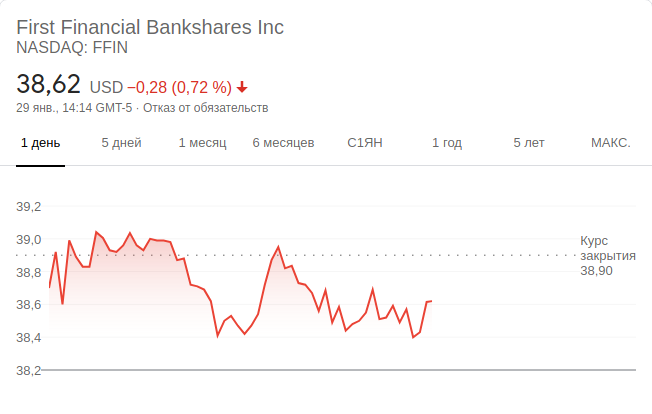 First Financial Bankshares Inc
NASDAQ: FFIN
38,62 USD −0,28 (0,72 %)
29 янв., 14:14 GMT-5 · Отказ от обязательств
1 день 5 дней 1 месяц 6 месяцев С1ЯН 1 год 5 лет МАКС.
39,2
39,0
38,8
38,6
38,4
38,2
Курс
закрытия
38,90